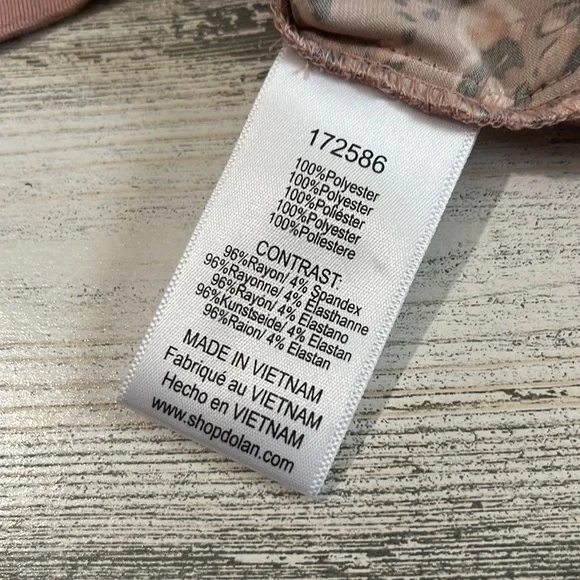 172586
100%Polyester
100%Polyester
100%Poliéster
100%Polyester
100%Poliestere
CONTRAST:
96%Rayon/ 4% Spandex
96%Rayonne/ 4% Elasthanne
96%Rayón/ 4% Elastano
96%Kunstseide/ 4% Elastan
96%Raion/ 4% Elastan
MADE IN VIETNAM
Fabriqué au VIETNAM
Hecho en VIETNAM
www.shopdolan.com